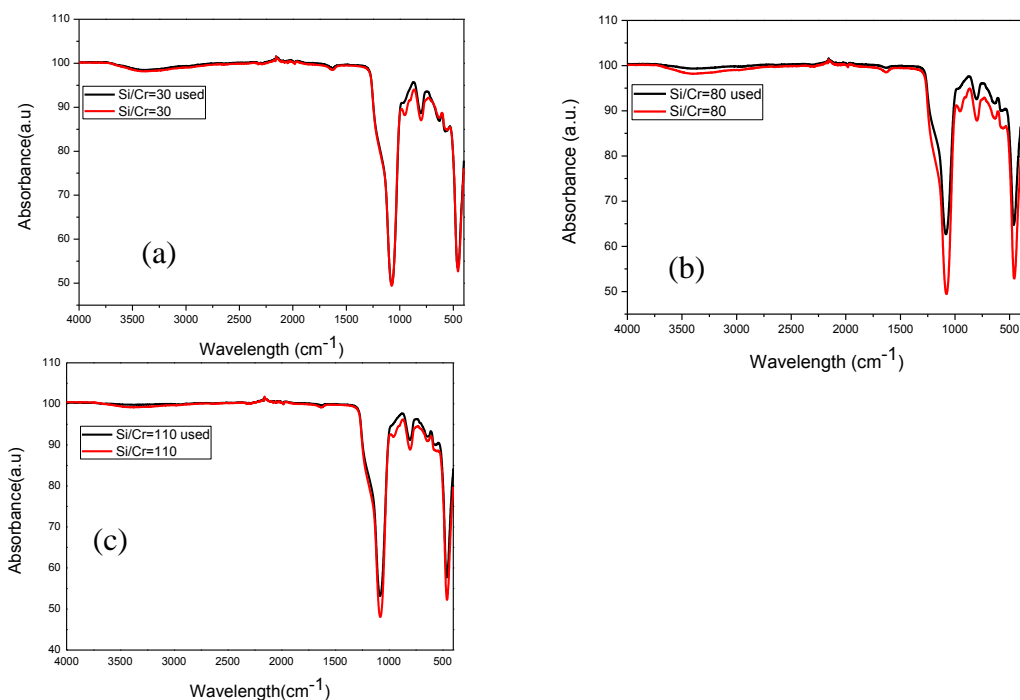 110
100
90
80
70
60
50
Absorbance(a.u)
Si/Cr=30 used
Si/Cr=30
(a)
4000 3500 3000 2500 2000 1500 1000 500
Wavelength (cm-1)
110
100
90
80
70
60
50
Absorbance (a.u.)
Si/Cr=80 used
Si/Cr=80
(b)
4000 3500 3000 2500 2000 1500 1000 500
Wavelength (cm-1)
110
100
90
80
70
60
50
40
Absorbance(a.u)
Si/Cr=110 used
Si/Cr=110
(c)
4000 3500 3000 2500 2000 1500 1000 500
Wavelength(cm-1)